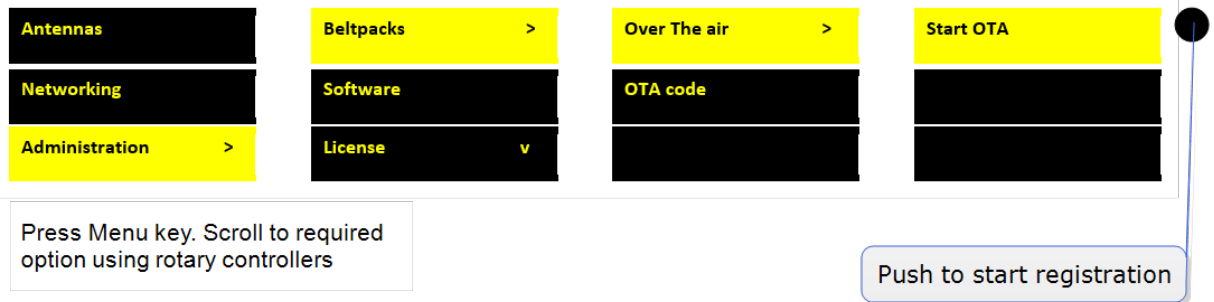 Antennas
Beltpacks >
Over The air >
Start OTA
Networking
Software
OTA code
Administration >
License v
Press Menu key. Scroll to required
option using rotary controllers
Push to start registration